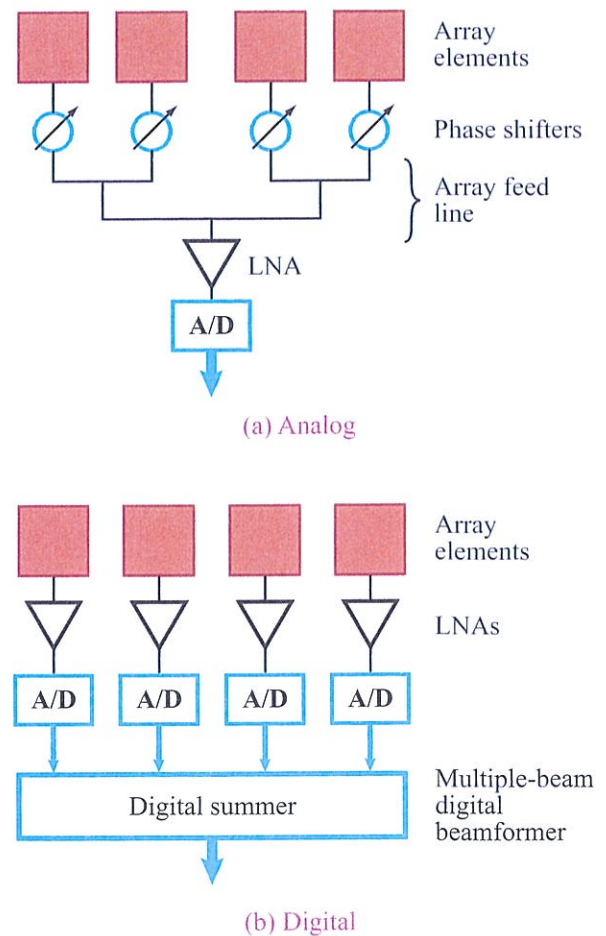 Array
elements
Phase shifters
Array feed
line
LNA
A/D
(a) Analog
Array
elements
LNAs
A/D A/D A/D A/D
Digital summer
Multiple-beam
digital
beamformer
(b) Digital